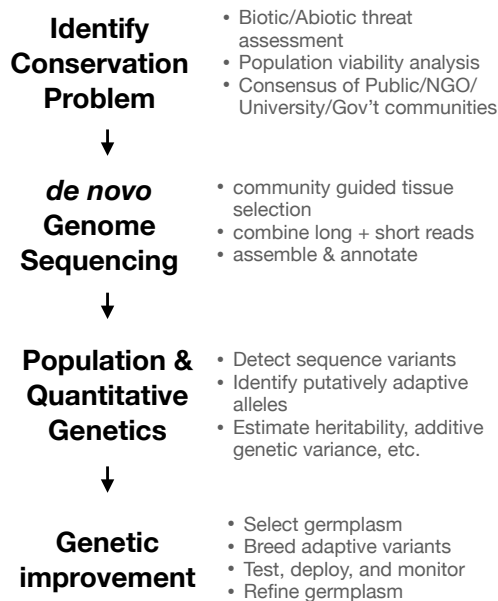 Identify
Conservation
Problem
• Biotic/Abiotic threat
assessment
• Population viability analysis
• Consensus of Public/NGO/
University/Gov't communities
de novo
Genome
Sequencing
• community guided tissue
selection
• combine long + short reads
• assemble & annotate
Population &
Quantitative
Genetics
• Detect sequence variants
• Identify putatively adaptive
alleles
• Estimate heritability, additive
genetic variance, etc.
Genetic
improvement
• Select germplasm
• Breed adaptive variants
• Test, deploy, and monitor
• Refine germplasm